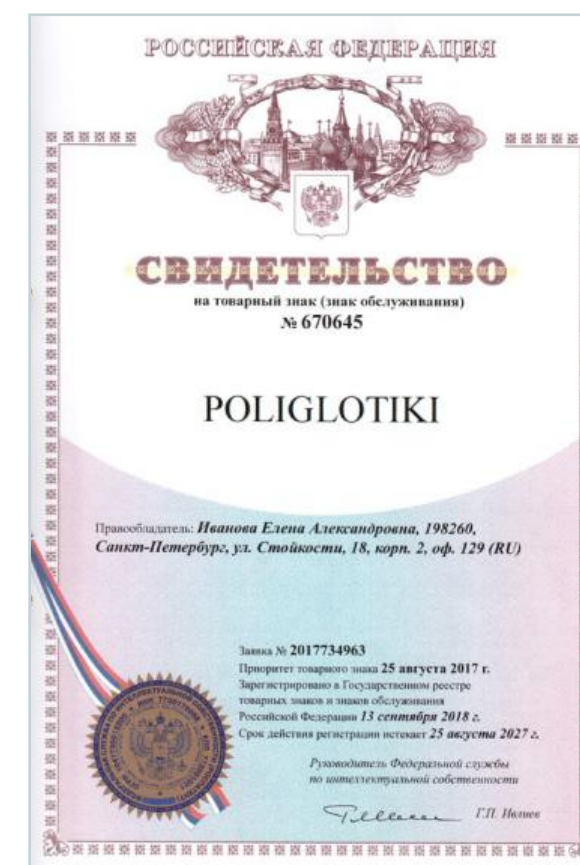 РОССИЙСКАЯ ФЕДЕРАЦИЯ
СВИДЕТЕЛЬСТВО
на товарный знак (знак обслуживания)
№ 670645
POLIGLOTIKI
Правообладатель: Иванова Елена Александровна, 198260,
Санкт-Петербург, ул. Стойкости, 18, корп. 2, оф. 129 (RU)
Заявка № 2017734963
Приоритет товарного знака 25 августа 2017 г.
Зарегистрировано в Государственном реестре
товарных знаков и знаков обслуживания
Российской Федерации 13 сентября 2018 г.
Срок действия регистрации истекает 25 августа 2027 г.
Руководитель Федеральной службы
по интеллектуальной собственности
Г.П. Ивлиев